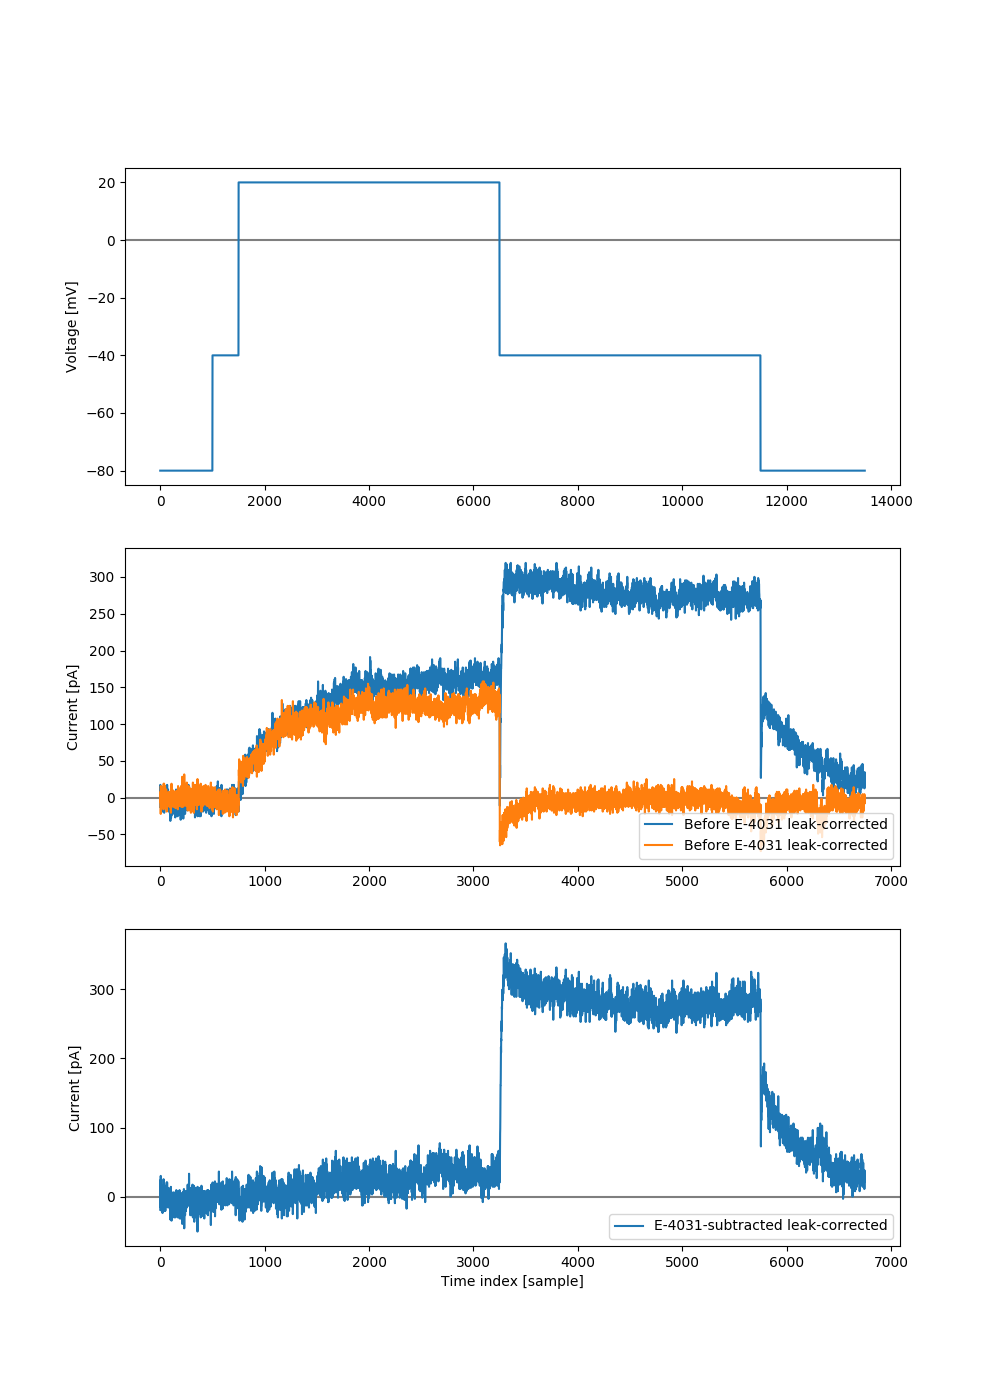 20
0
−20
−40
−60
−80
Voltage [mV]
0 2000 4000 6000 8000 10000 12000 14000
300
250
200
150
100
50
0
−50
Current [pA]
Before E-4031 leak-corrected
Before E-4031 leak-corrected
0 1000 2000 3000 4000 5000 6000 7000
300
200
100
0
Current [pA]
E-4031-subtracted leak-corrected
0 1000 2000 3000 4000 5000 6000 7000
Time index [sample]